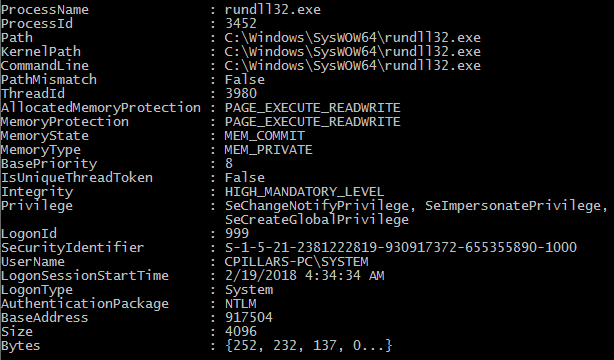 ProcessName : rundll32.exe
ProcessId : 3452
Path : C:\Windows\SysWOW64\rundll32.exe
KernelPath : C:\Windows\SysWOW64\rundll32.exe
CommandLine : C:\Windows\SysWOW64\rundll32.exe
PathMismatch : False
ThreadId : 3980
AllocatedMemoryProtection : PAGE_EXECUTE_READWRITE
MemoryProtection : PAGE_EXECUTE_READWRITE
MemoryState : MEM_COMMIT
MemoryType : MEM_PRIVATE
BasePriority : 8
IsUniqueThreadToken : False
Integrity : HIGH_MANDATORY_LEVEL
Privilege : SeChangeNotifyPrivilege, SeImpersonatePrivilege,
SeCreateGlobalPrivilege
LogonId : 999
SecurityIdentifier : S-1-5-21-2381222819-930917372-655355890-1000
UserName : CPILLARS-PC\SYSTEM
LogonSessionStartTime : 2/19/2018 4:34:34 AM
LogonType : System
AuthenticationPackage : NTLM
BaseAddress : 917504
Size : 4096
Bytes : {252, 232, 137, 0...}